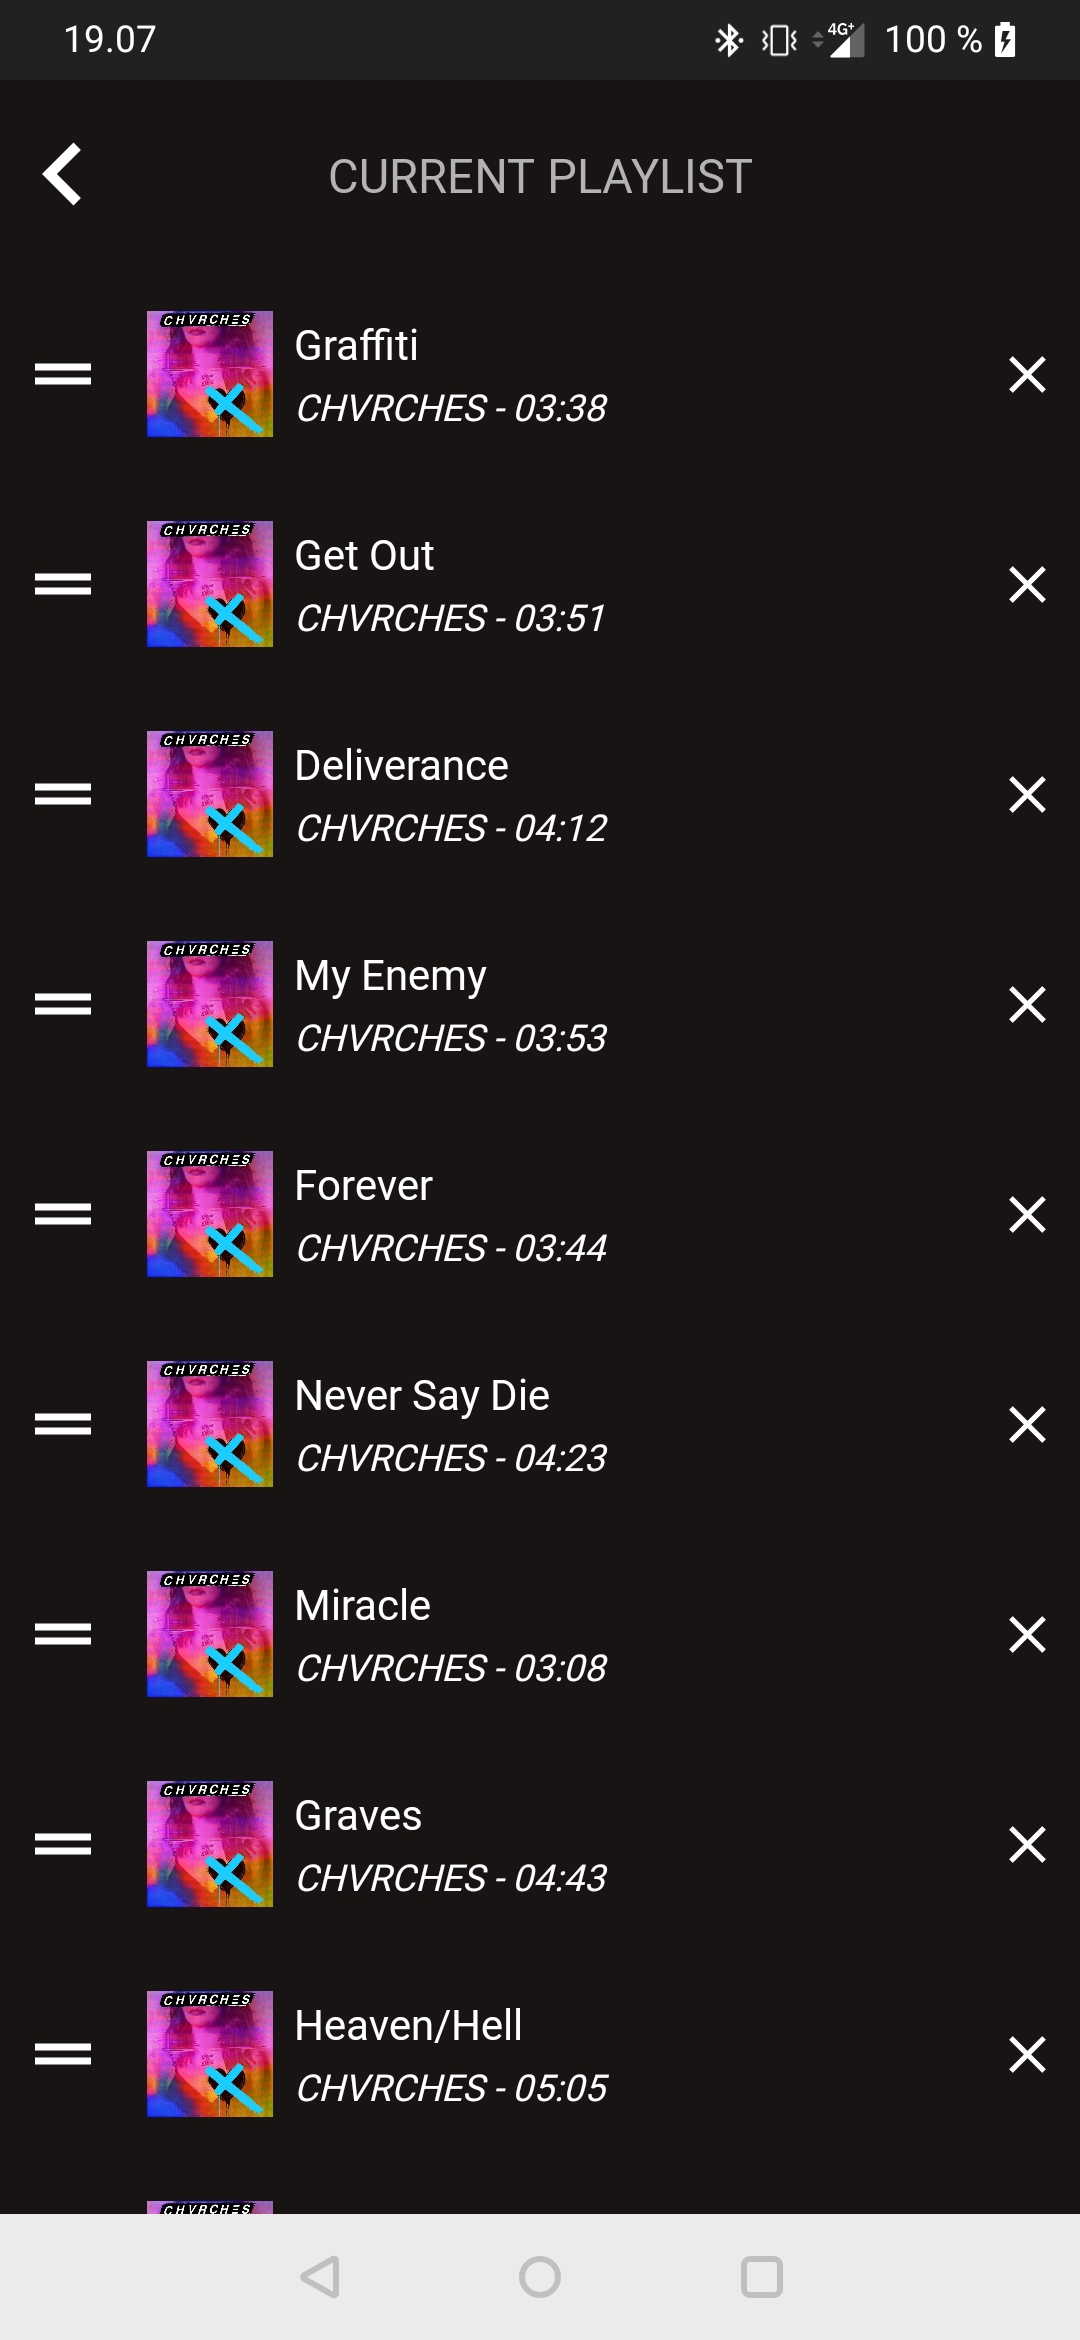 19.07 4G+ 100 %
CURRENT PLAYLIST
CHVRCHES
Graffiti
CHVRCHES - 03:38
CHVRCHES
Get Out
CHVRCHES - 03:51
CHVRCHES
Deliverance
CHVRCHES - 04:12
CHVRCHES
My Enemy
CHVRCHES - 03:53
CHVRCHES
Forever
CHVRCHES - 03:44
CHVRCHES
Never Say Die
CHVRCHES - 04:23
CHVRCHES
Miracle
CHVRCHES - 03:08
CHVRCHES
Graves
CHVRCHES - 04:43
CHVRCHES
Heaven/Hell
CHVRCHES - 05:05
CHVRCHES